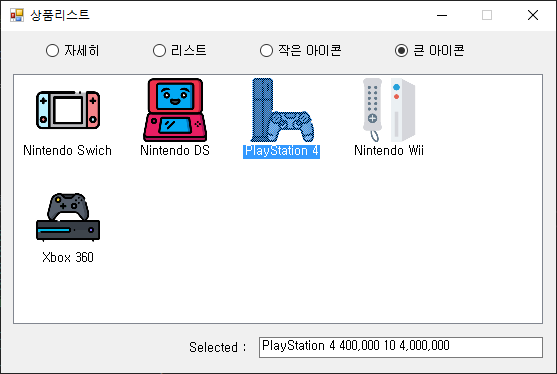 상품리스트
자세히 리스트 작은 아이콘 큰 아이콘
Nintendo Swich Nintendo DS PlayStation 4 Nintendo Wii
Xbox 360
Selected : PlayStation 4 400,000 10 4,000,000